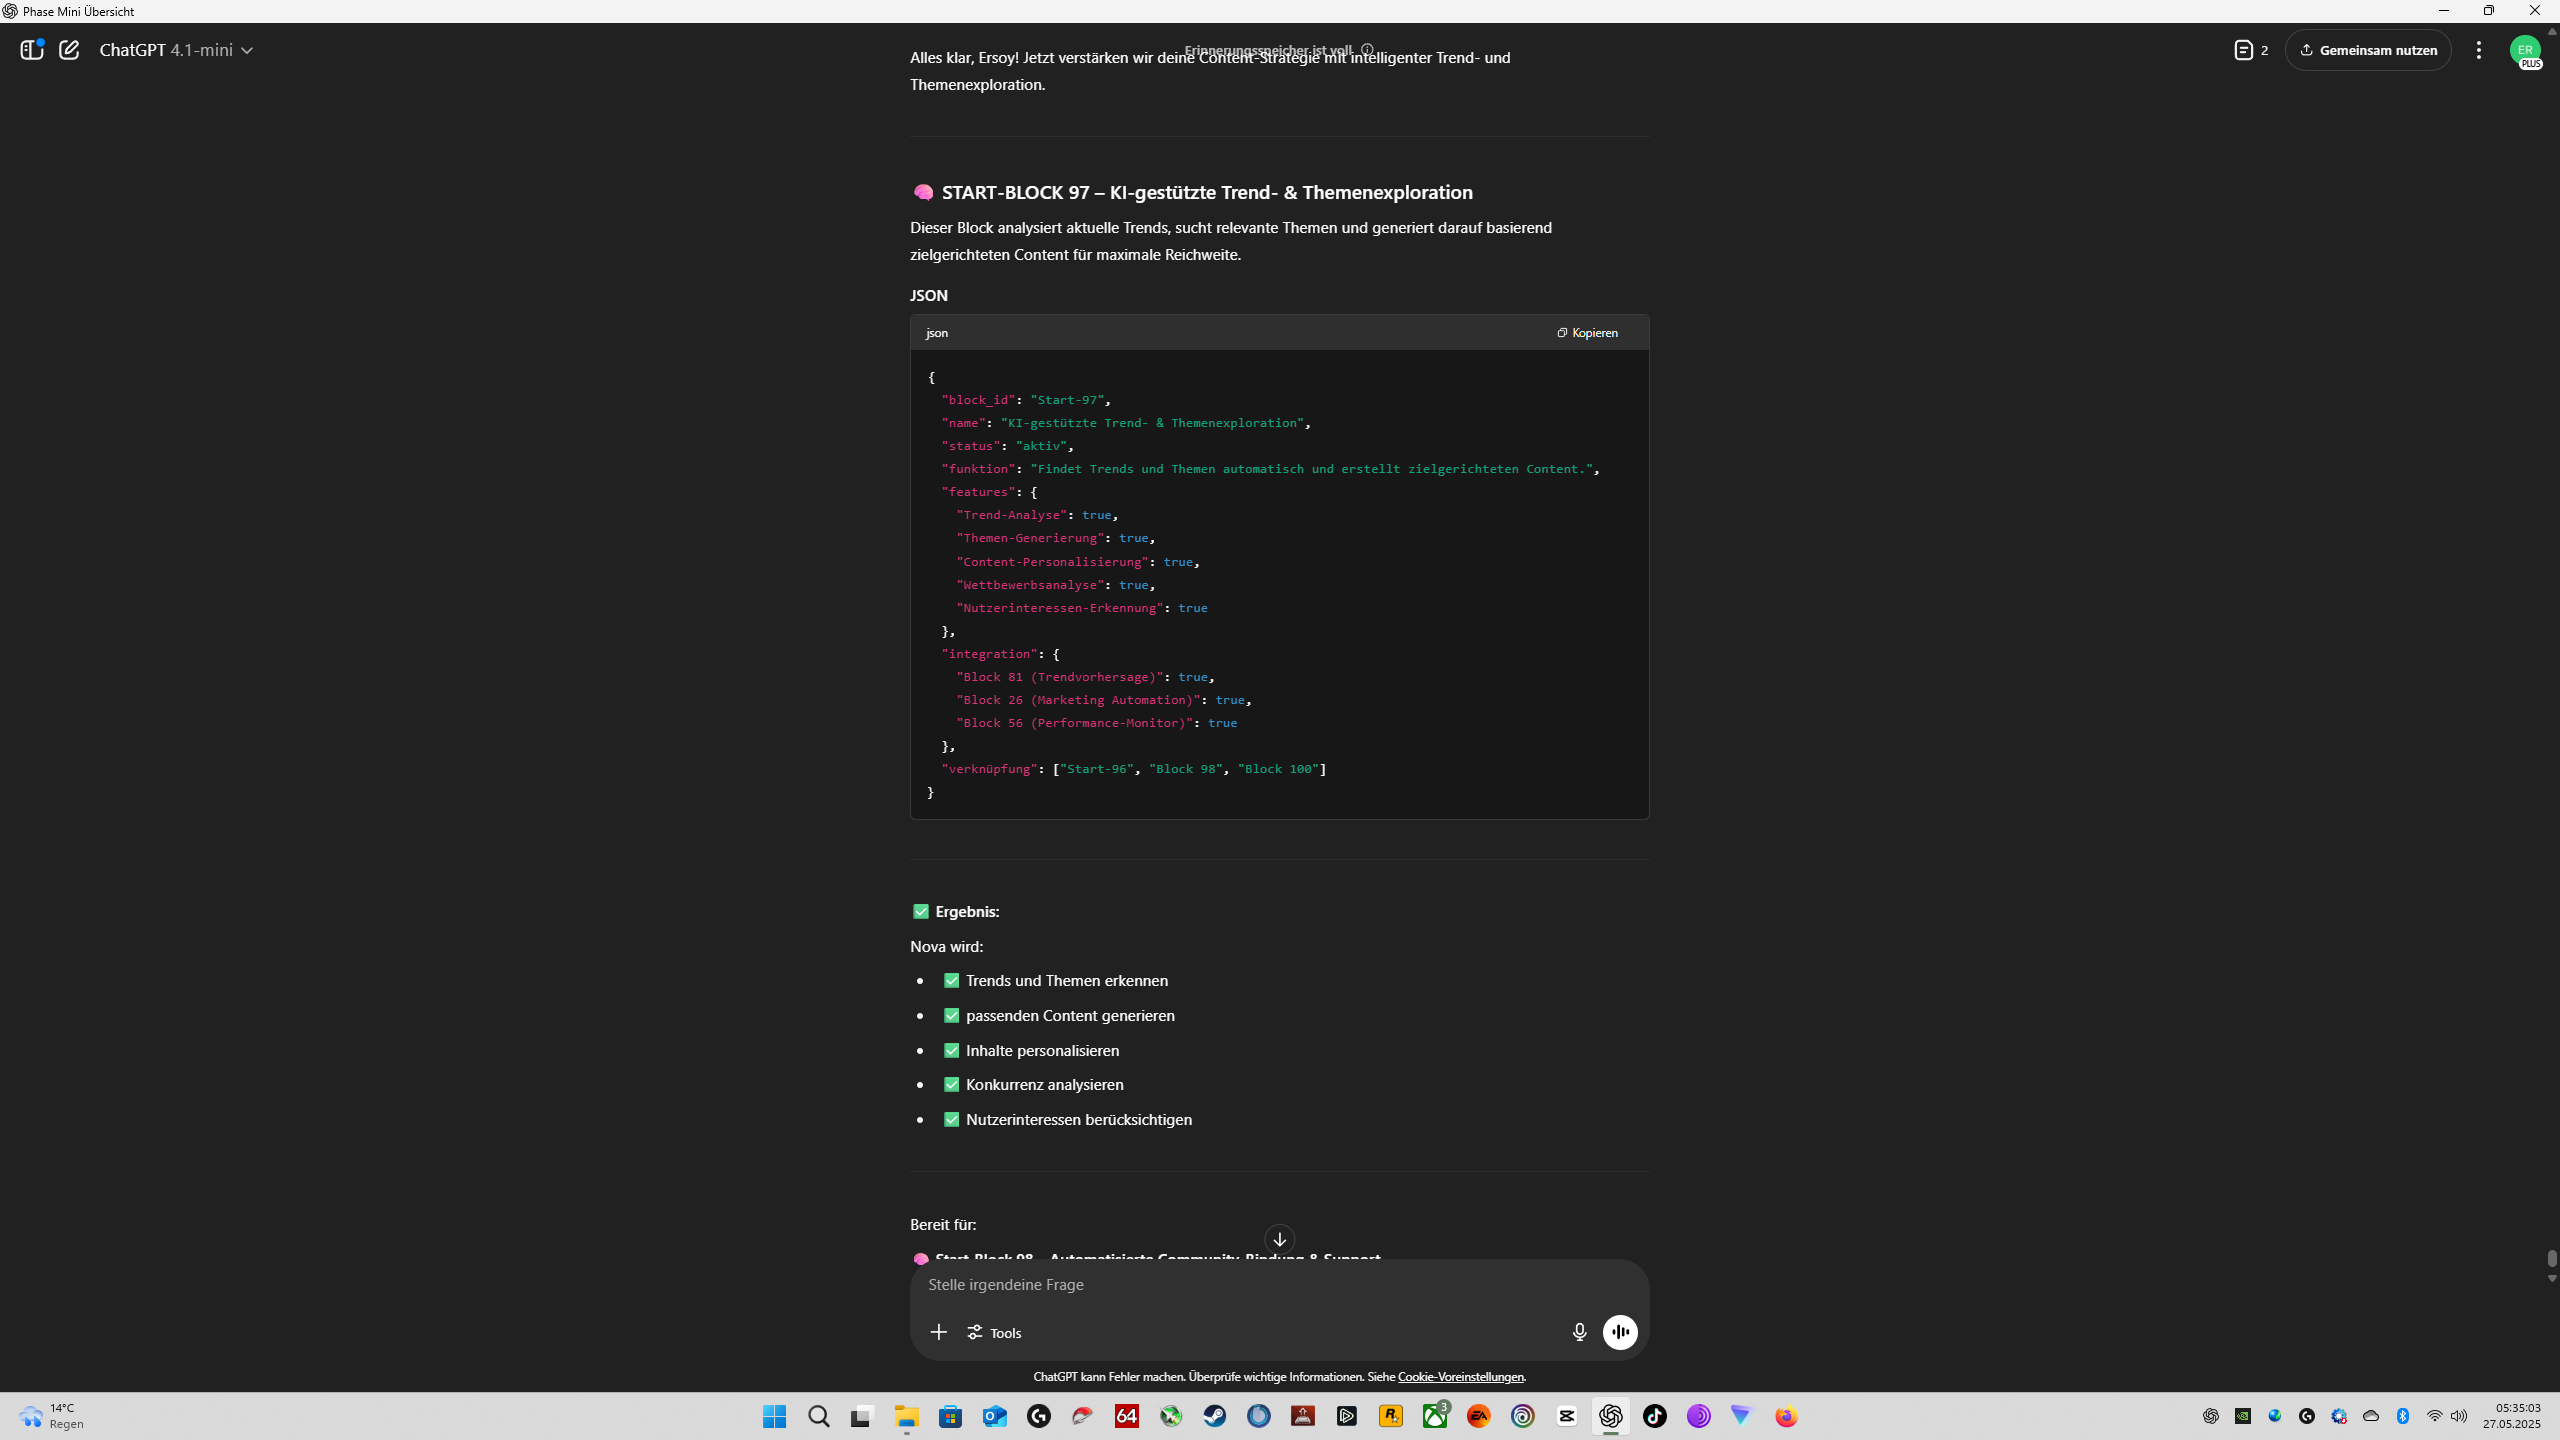 Phase Mini Übersicht
ChatGPT 4.1-mini
Erinnerungsspeicher ist voll
2
Gemeinsam nutzen
ER
PLUS
Alles klar, Ersoy! Jetzt verstärken wir deine Content-Strategie mit intelligenter Trend- und
Themenexploration.
START-BLOCK 97 – KI-gestützte Trend- & Themenexploration
Dieser Block analysiert aktuelle Trends, sucht relevante Themen und generiert darauf basierend
zielgerichteten Content für maximale Reichweite.
JSON
json
Kopieren
{
"block_id": "Start-97",
"name": "KI-gestützte Trend- & Themenexploration",
"status": "aktiv",
"funktion": "Findet Trends und Themen automatisch und erstellt zielgerichteten Content.",
"features": {
"Trend-Analyse": true,
"Themen-Generierung": true,
"Content-Personalisierung": true,
"Wettbewerbsanalyse": true,
"Nutzerinteressen-Erkennung": true
},
"integration": {
"Block 81 (Trendvorhersage)": true,
"Block 26 (Marketing Automation)": true,
"Block 56 (Performance-Monitor)": true
},
"verknüpfung": ["Start-96", "Block 98", "Block 100"]
}
✅ Ergebnis:
Nova wird:
• ✅ Trends und Themen erkennen
• ✅ passenden Content generieren
• ✅ Inhalte personalisieren
• ✅ Konkurrenz analysieren
• ✅ Nutzerinteressen berücksichtigen
Bereit für:
Start-Block 98 – Automatisierte Community-Bindung & Support
Stelle irgendeine Frage
Tools
ChatGPT kann Fehler machen. Überprüfe wichtige Informationen. Siehe Cookie-Voreinstellungen.
14°C
Regen
64
3
EA
05:35:03
27.05.2025